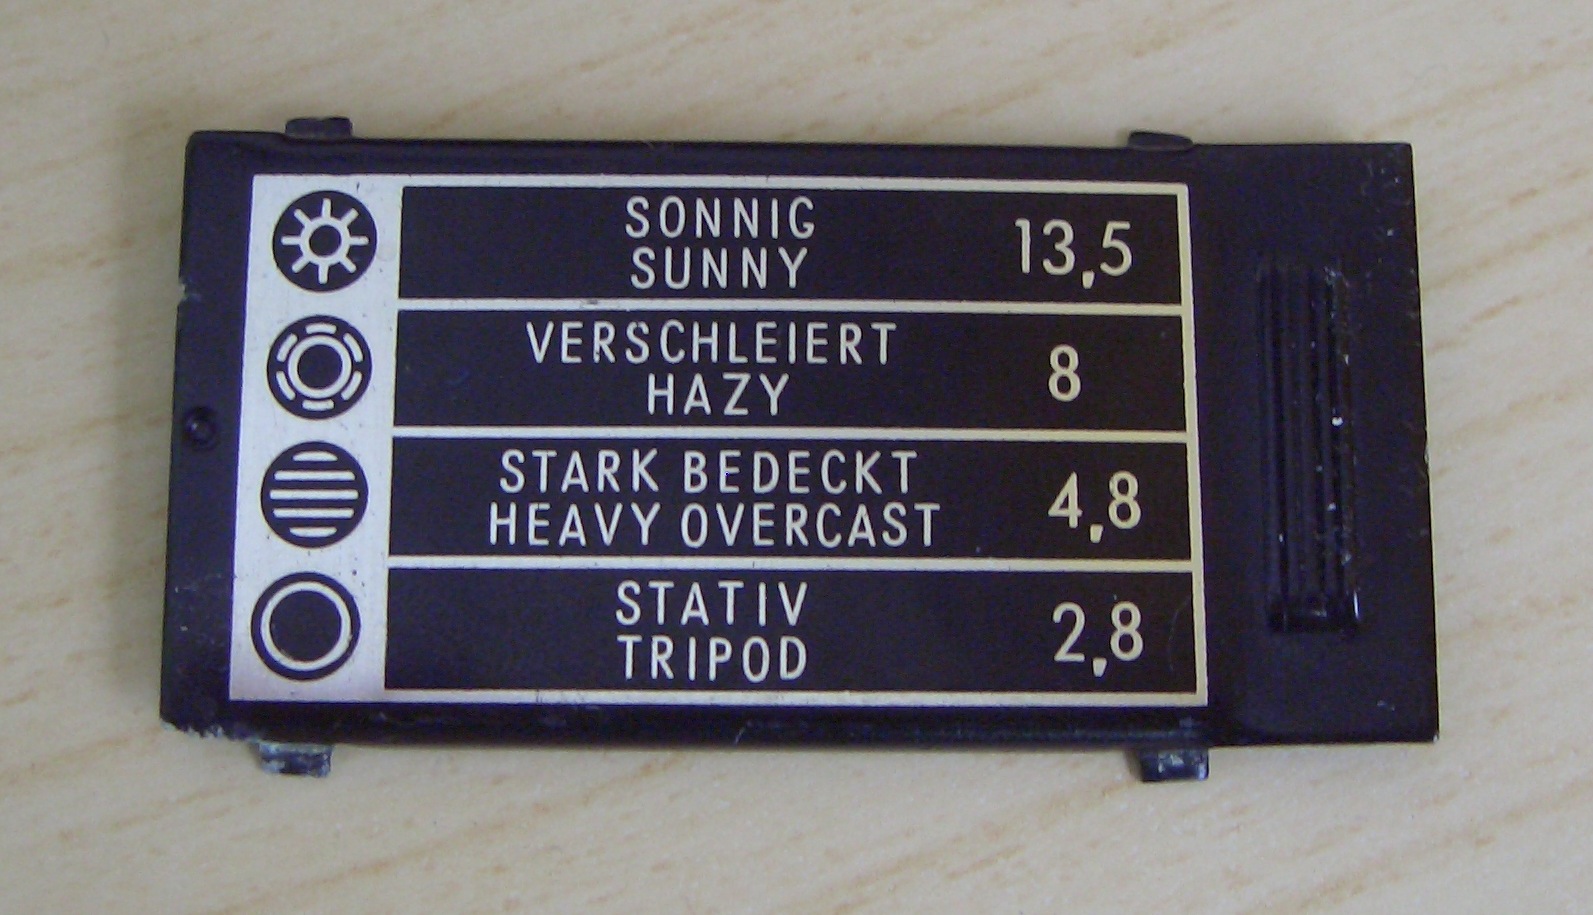 SONNIG
SUNNY 13,5
VERSCHLEIERT
HAZY 8
STARK BEDECKT
HEAVY OVERCAST 4,8
STATIV
TRIPOD 2,8